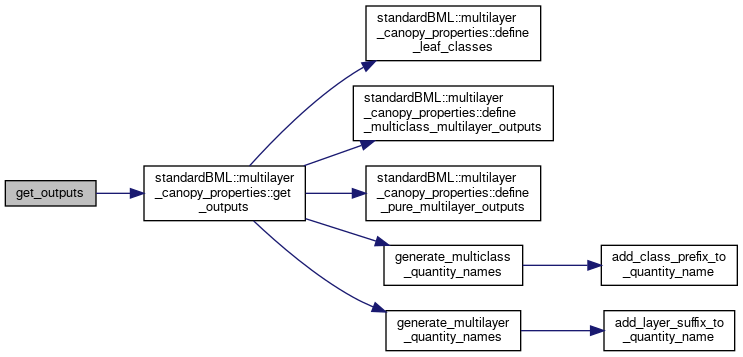 standardBML::multilayer
_canopy_properties::define
_leaf_classes
standardBML::multilayer
_canopy_properties::define
_multiclass_multilayer_outputs
get_outputs
standardBML::multilayer
_canopy_properties::get
_outputs
standardBML::multilayer
_canopy_properties::define
_pure_multilayer_outputs
generate_multiclass
_quantity_names
add_class_prefix_to
_quantity_name
generate_multilayer
_quantity_names
add_layer_suffix_to
_quantity_name